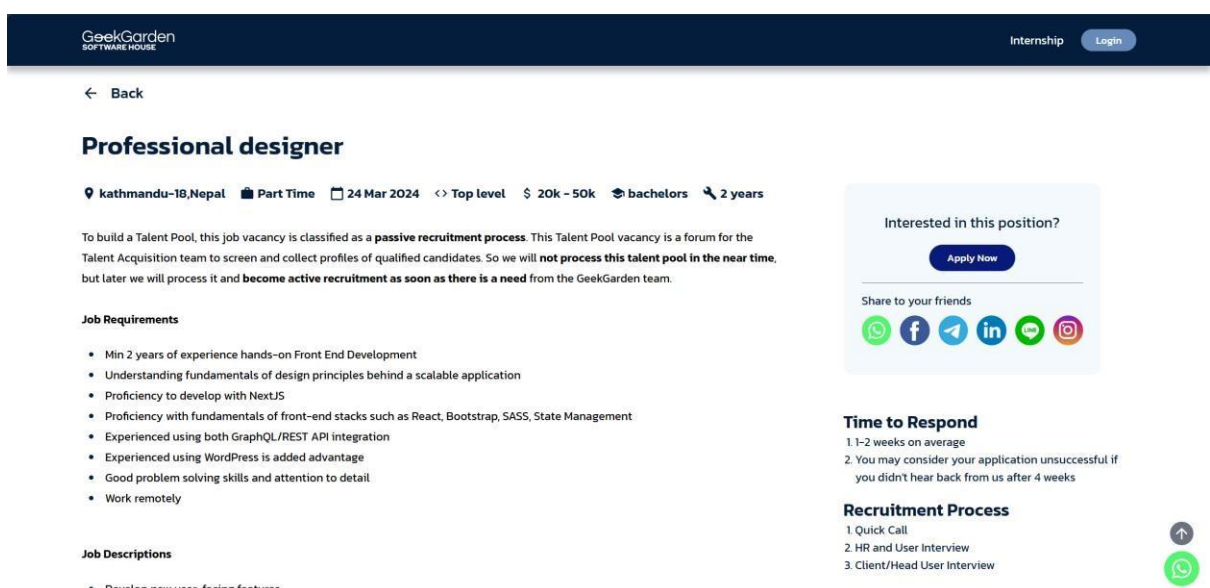 GeekGarden
SOFTWARE HOUSE
Internship
Login
Back
Professional designer
kathmandu-18,Nepal Part Time 24 Mar 2024 <> Top level $ 20k - 50k bachelors 2 years
To build a Talent Pool, this job vacancy is classified as a passive recruitment process. This Talent Pool vacancy is a forum for the
Talent Acquisition team to screen and collect profiles of qualified candidates. So we will not process this talent pool in the near time,
but later we will process it and become active recruitment as soon as there is a need from the GeekGarden team.
Job Requirements
• Min 2 years of experience hands-on Front End Development
• Understanding fundamentals of design principles behind a scalable application
• Proficiency to develop with NextJS
• Proficiency with fundamentals of front-end stacks such as React, Bootstrap, SASS, State Management
• Experienced using both GraphQL/REST API integration
• Experienced using WordPress is added advantage
• Good problem solving skills and attention to detail
• Work remotely
Job Descriptions
• Develop new user-facing features
Interested in this position?
Apply Now
Share to your friends
LINE
Time to Respond
1. 1-2 weeks on average
2. You may consider your application unsuccessful if
you didn't hear back from us after 4 weeks
Recruitment Process
1. Quick Call
2. HR and User Interview
3. Client/Head User Interview